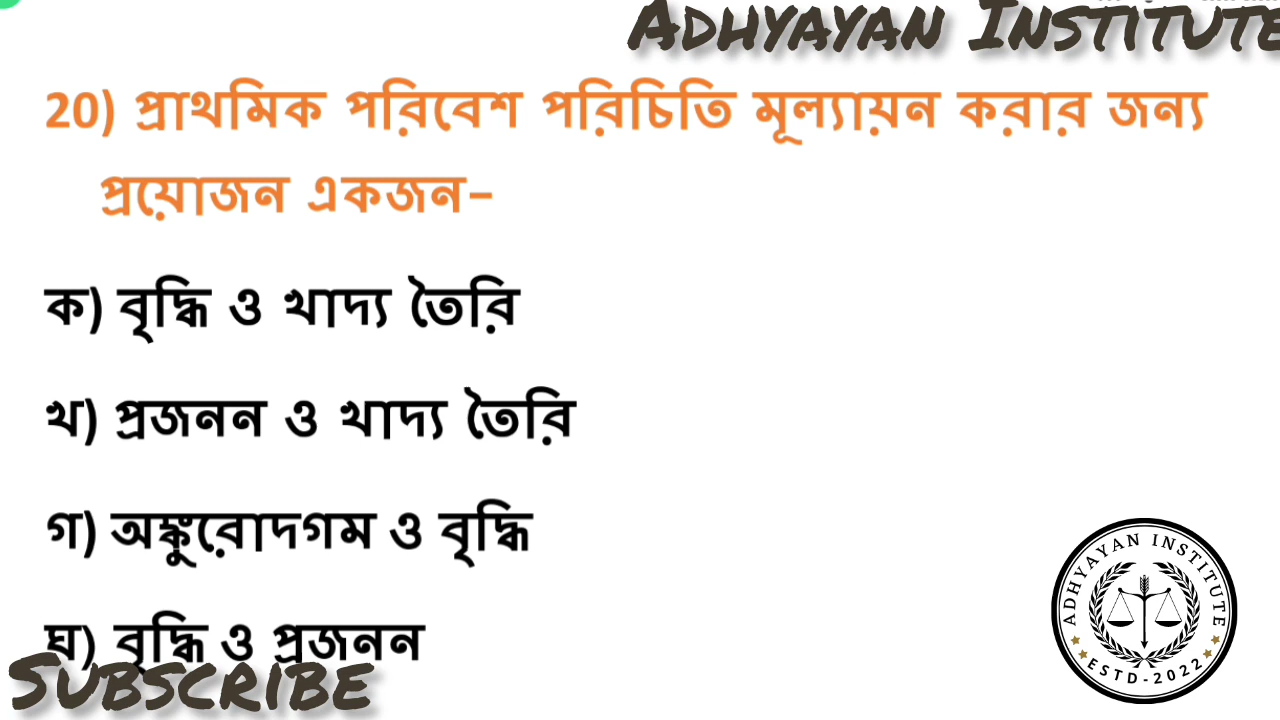 ADHYAYAN INSTITUTE
20) প্রাথমিক পরিবেশ পরিচিতি মূল্যায়ন করার জন্য
প্রয়োজন একজন–
ক) বৃদ্ধি ও খাদ্য তৈরি
খ) প্রজনন ও খাদ্য তৈরি
গ) অঙ্কুরোদগম ও বৃদ্ধি
ঘ) বৃদ্ধি ও প্রজনন
SUBSCRIBE
ADHYAYAN INSTITUTE
ESTD-2022